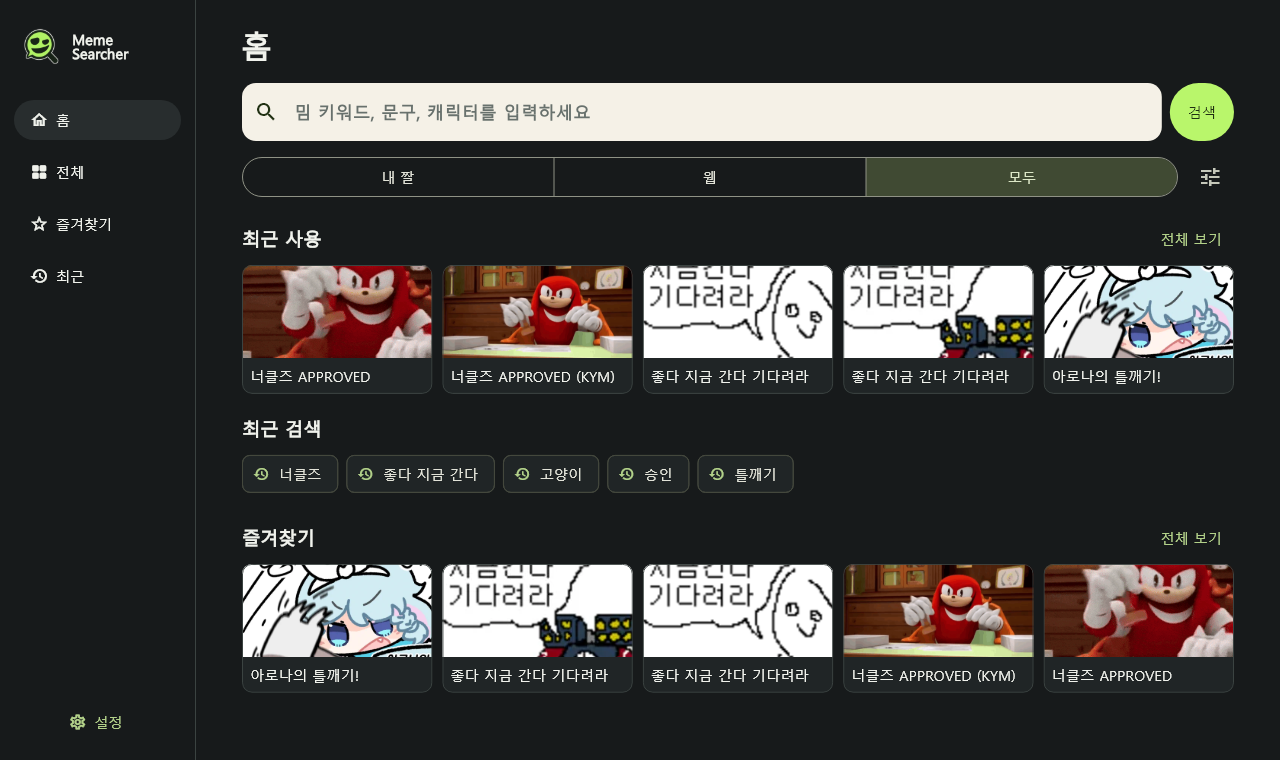 Meme
Searcher
홈
전체
즐겨찾기
최근
설정
홈
밈 키워드, 문구, 캐릭터를 입력하세요
검색
내 짤
웹
모두
최근 사용
전체 보기
기다려라
기다려라
너클즈 APPROVED
너클즈 APPROVED (KYM)
좋다 지금 간다 기다려라
좋다 지금 간다 기다려라
아로나의 틀깨기!
최근 검색
너클즈
좋다 지금 간다
고양이
승인
틀깨기
즐겨찾기
전체 보기
기다려라
기다려라
아로나의 틀깨기!
좋다 지금 간다 기다려라
좋다 지금 간다 기다려라
너클즈 APPROVED (KYM)
너클즈 APPROVED